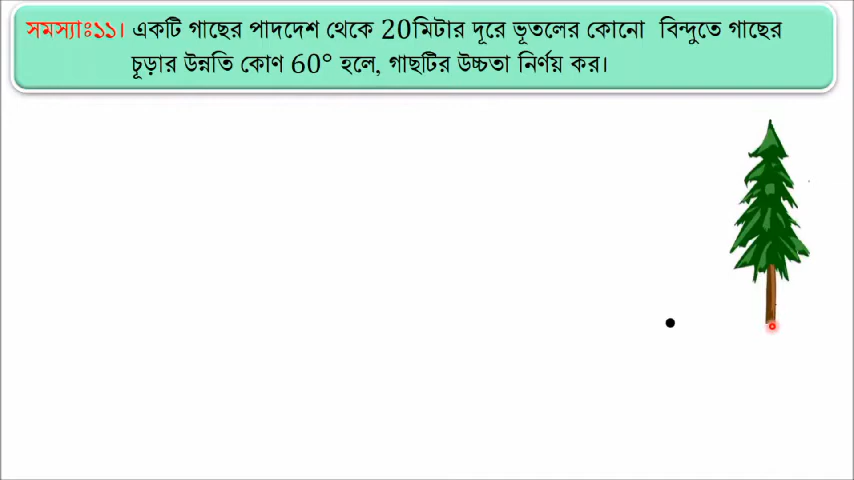 সমস্যাঃ১১। একটি গাছের পাদদেশ থেকে 20মিটার দূরে ভূতলের কোনো বিন্দুতে গাছের
চূড়ার উন্নতি কোণ 60° হলে, গাছটির উচ্চতা নির্ণয় কর।